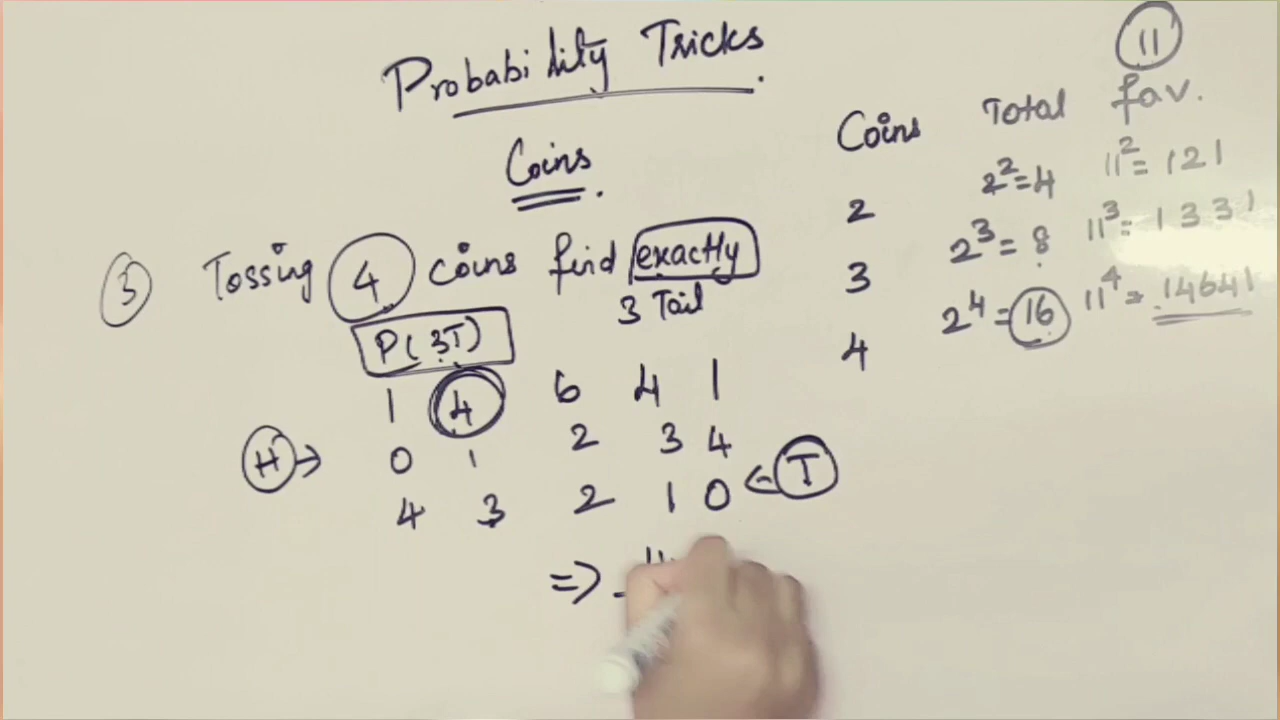 Probability Tricks.
Coins.
③ Tossing 4 coins find exactly
3 Tail
P(3T)
1 4 6 4 1
H → 0 1 2 3 4
4 3 2 1 0 ← T
=>
11
Coins Total fav.
2 2²=4 11²=121
3 2³=8 11³=1331
4 2⁴=16 11⁴=14641